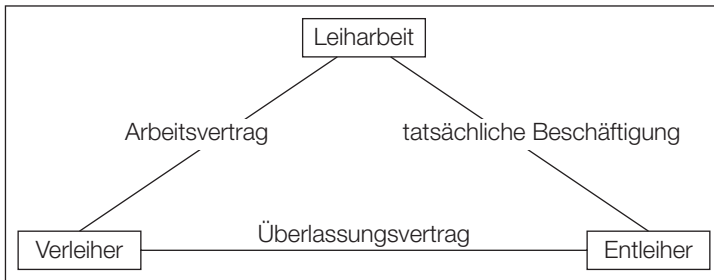 Leiharbeit
Arbeitsvertrag
tatsächliche Beschäftigung
Überlassungsvertrag
Verleiher
Entleiher